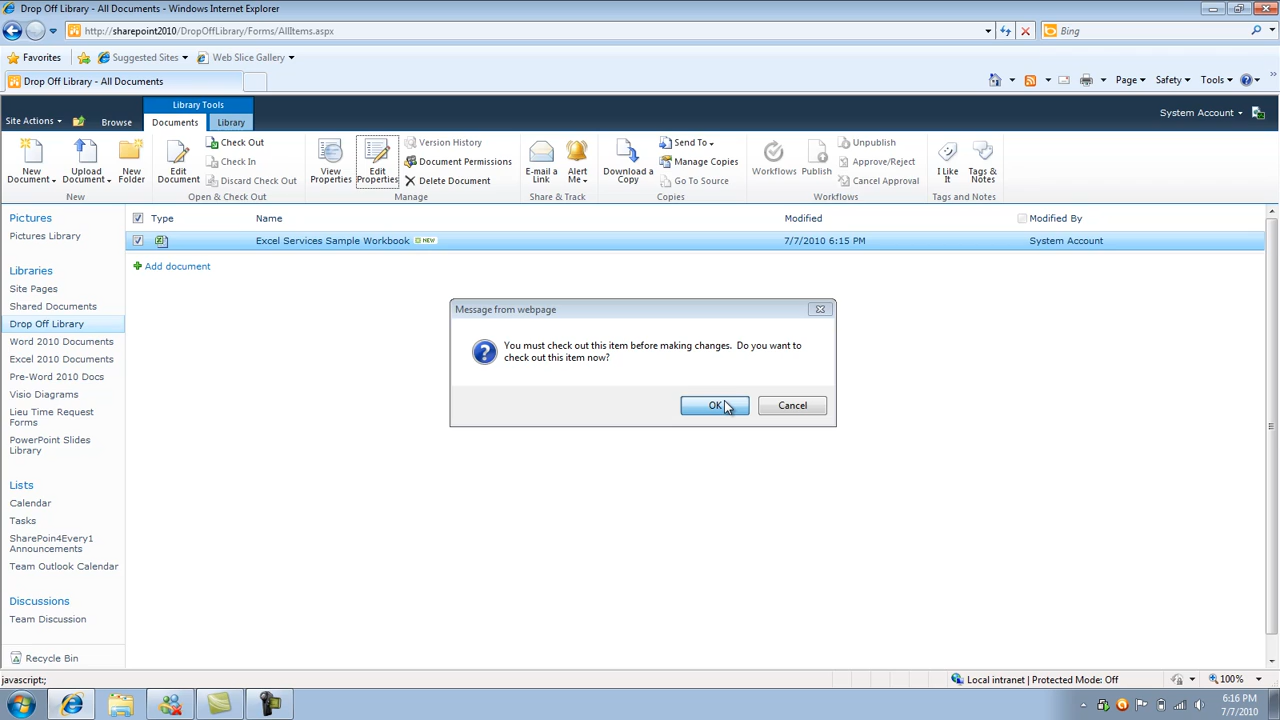 Drop Off Library - All Documents - Windows Internet Explorer
http://sharepoint2010/DropOffLibrary/Forms/AllItems.aspx
Bing
Favorites
Suggested Sites
Web Slice Gallery
Drop Off Library - All Documents
Page
Safety
Tools
Library Tools
Site Actions
Browse
Documents
Library
System Account
New Document
Upload Document
New Folder
New
Edit Document
Check Out
Check In
Discard Check Out
Open & Check Out
View Properties
Edit Properties
Version History
Document Permissions
Delete Document
Manage
E-mail a Link
Alert Me
Share & Track
Download a Copy
Send To
Manage Copies
Go To Source
Copies
Workflows
Publish
Unpublish
Approve/Reject
Cancel Approval
Workflows
I Like It
Tags & Notes
Tags and Notes
Type
Name
Modified
Modified By
Excel Services Sample Workbook
NEW
7/7/2010 6:15 PM
System Account
Add document
Pictures
Pictures Library
Libraries
Site Pages
Shared Documents
Drop Off Library
Word 2010 Documents
Excel 2010 Documents
Pre-Word 2010 Docs
Visio Diagrams
Lieu Time Request
Forms
PowerPoint Slides
Library
Lists
Calendar
Tasks
SharePoin4Every1
Announcements
Team Outlook Calendar
Discussions
Team Discussion
Recycle Bin
Message from webpage
You must check out this item before making changes. Do you want to
check out this item now?
OK
Cancel
javascript:;
Local intranet | Protected Mode: Off
100%
6:16 PM
7/7/2010